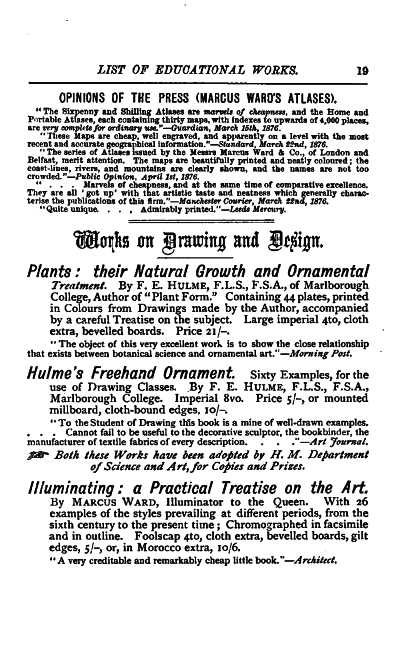 LIST OF EDUCATIONAL WORKS. 19
OPINIONS OF THE PRESS (MARCUS WARD'S ATLASES).
"The Sixpenny and Shilling Atlases are marvels of cheapness, and the Home and
Portable Atlases, each containing thirty maps, with indexes to upwards of 4,000 places,
are very complete for ordinary use."—Guardian, March 15th, 1876.
"These Maps are cheap, well engraved, and apparently on a level with the most
recent and accurate geographical information."—Standard, March 22nd, 1876.
"The series of Atlases issued by the Messrs Marcus Ward & Co., of London and
Belfast, merit attention. The maps are beautifully printed and neatly coloured; the
coast-lines, rivers, and mountains are clearly shown, and the names are not too
crowded."—Public Opinion, April 1st, 1876.
" . . . Marvels of cheapness, and at the same time of comparative excellence.
They are all 'got up' with that artistic taste and neatness which generally charac-
terise the publications of this firm."—Manchester Courier, March 22nd, 1876.
"Quite unique. . . . Admirably printed."—Leeds Mercury.
Works on Drawing and Design.
Plants: their Natural Growth and Ornamental
Treatment. By F. E. HULME, F.L.S., F.S.A., of Marlborough
College, Author of "Plant Form." Containing 44 plates, printed
in Colours from Drawings made by the Author, accompanied
by a careful Treatise on the subject. Large imperial 4to, cloth
extra, bevelled boards. Price 21/-.
"The object of this very excellent work is to show the close relationship
that exists between botanical science and ornamental art."—Morning Post.
Hulme's Freehand Ornament. Sixty Examples, for the
use of Drawing Classes. By F. E. HULME, F.L.S., F.S.A.,
Marlborough College. Imperial 8vo. Price 5/-, or mounted
millboard, cloth-bound edges, 10/-.
"To the Student of Drawing this book is a mine of well-drawn examples.
. . . Cannot fail to be useful to the decorative sculptor, the bookbinder, the
manufacturer of textile fabrics of every description. . . . ."—Art Journal.
☞ Both these Works have been adopted by H. M. Department
of Science and Art, for Copies and Prizes.
Illuminating: a Practical Treatise on the Art.
By MARCUS WARD, Illuminator to the Queen. With 26
examples of the styles prevailing at different periods, from the
sixth century to the present time; Chromographed in facsimile
and in outline. Foolscap 4to, cloth extra, bevelled boards, gilt
edges, 5/-, or, in Morocco extra, 10/6.
"A very creditable and remarkably cheap little book."—Architect.